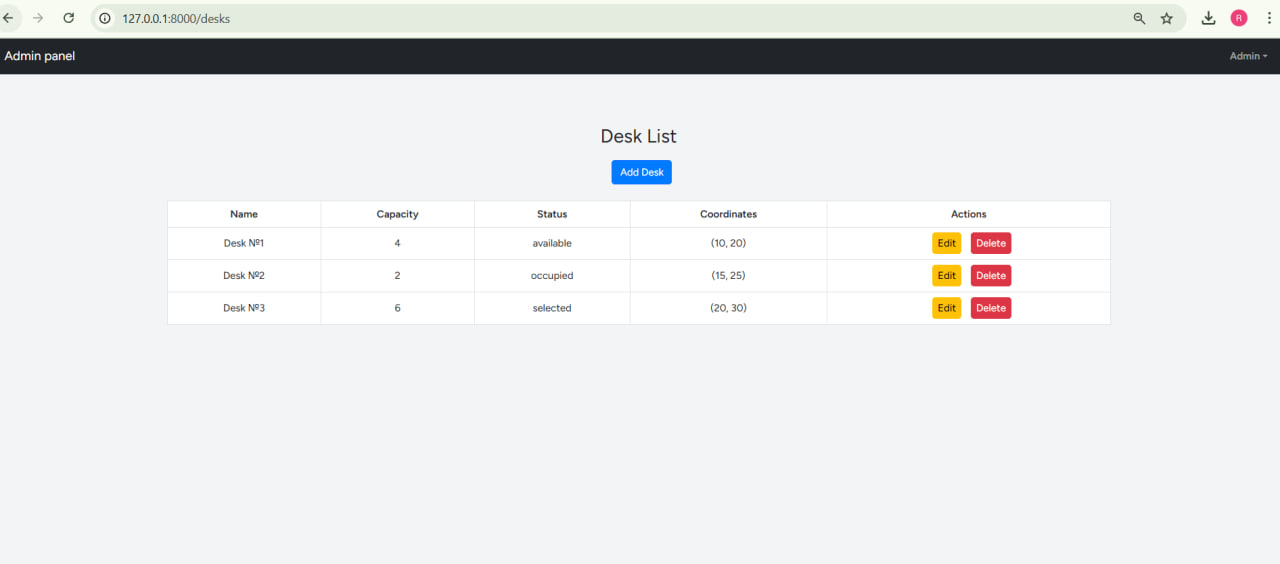 127.0.0.1:8000/desks
R
Admin panel
Admin
Desk List
Add Desk
Name Capacity Status Coordinates Actions
Desk №1 4 available (10, 20) Edit Delete
Desk №2 2 occupied (15, 25) Edit Delete
Desk №3 6 selected (20, 30) Edit Delete